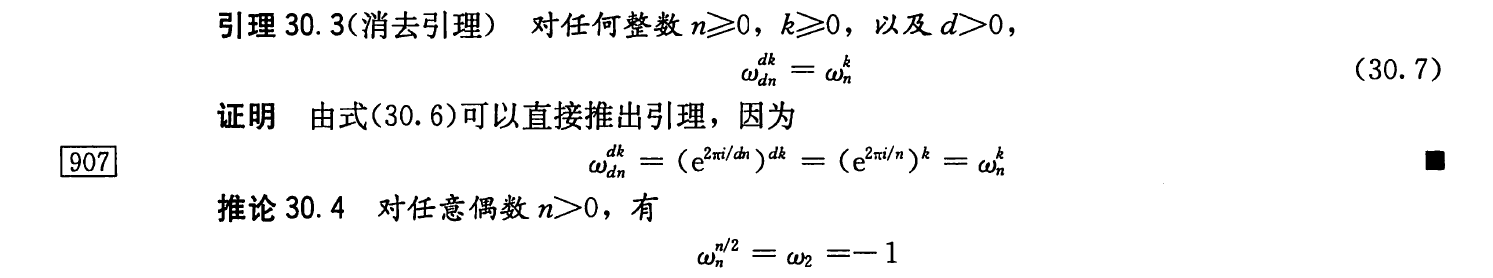 引理 30.3(消去引理) 对任何整数 n⩾0, k⩾0, 以及 d>0,
ω_{dn}^{dk} = ω_n^k (30.7)
证明 由式(30.6)可以直接推出引理, 因为
907 ω_{dn}^{dk} = (e^{2πi/dn})^{dk} = (e^{2πi/n})^k = ω_n^k ■
推论 30.4 对任意偶数 n>0, 有
ω_n^{n/2} = ω_2 = -1